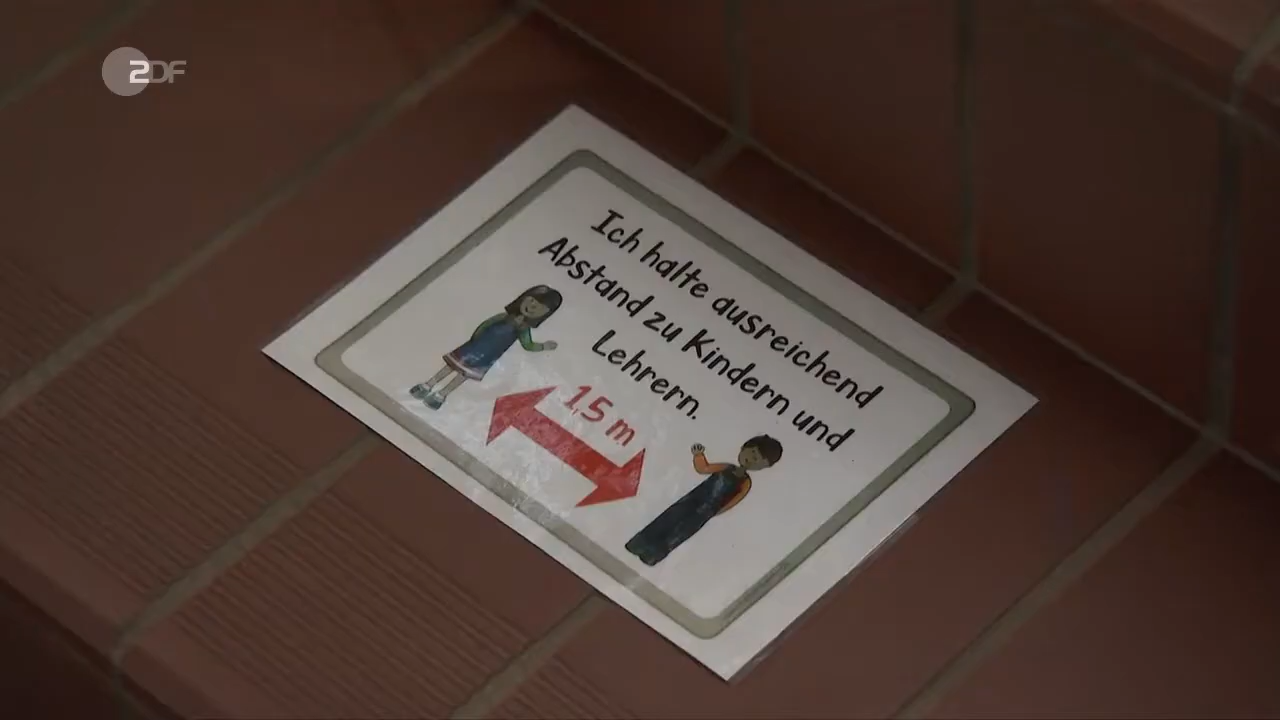 ZDF
Ich halte ausreichend
Abstand zu Kindern und
Lehrern.
1,5 m